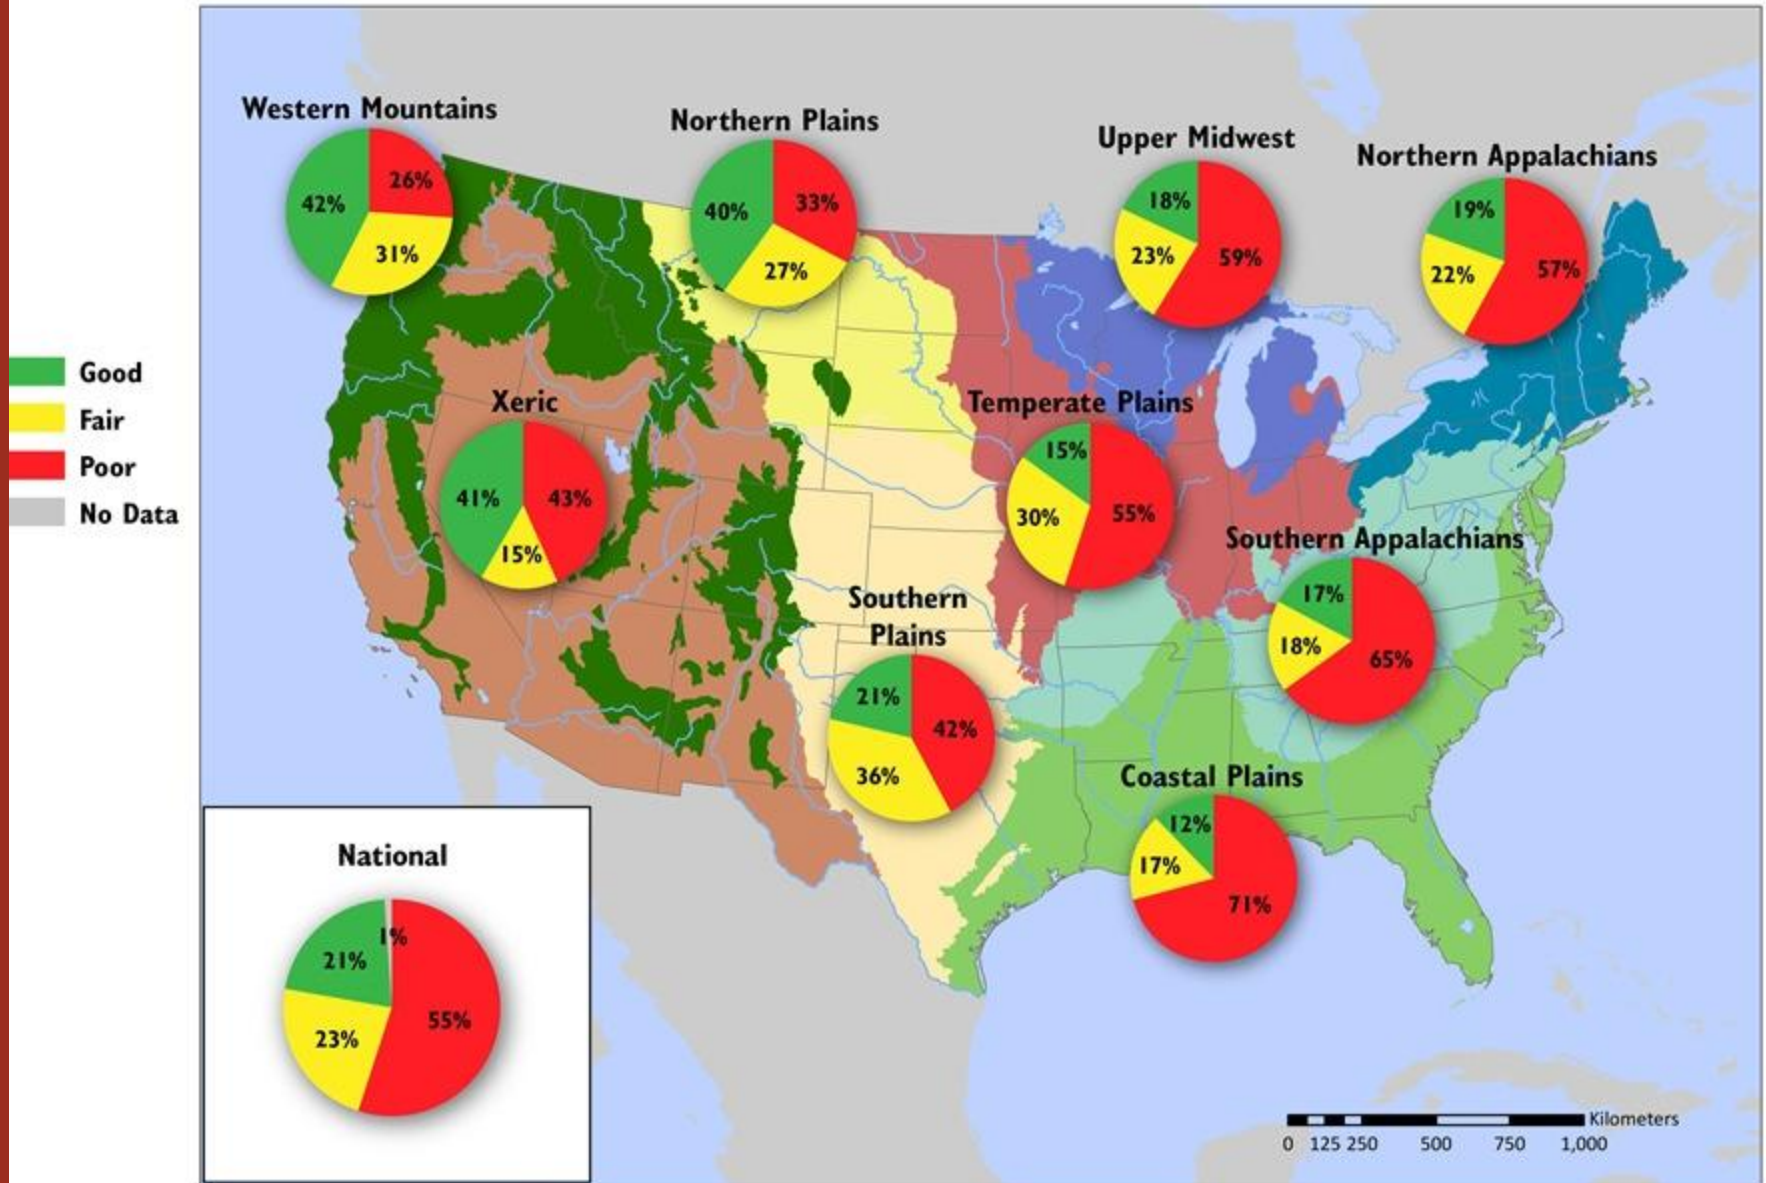 Western Mountains
42%
26%
31%
Northern Plains
40%
33%
27%
Upper Midwest
18%
23%
59%
Northern Appalachians
19%
22%
57%
Good
Fair
Poor
No Data
Xeric
41%
43%
15%
Temperate Plains
15%
30%
55%
Southern Appalachians
17%
18%
65%
Southern
Plains
21%
42%
36%
Coastal Plains
12%
17%
71%
National
1%
21%
55%
23%
Kilometers
0 125 250 500 750 1,000